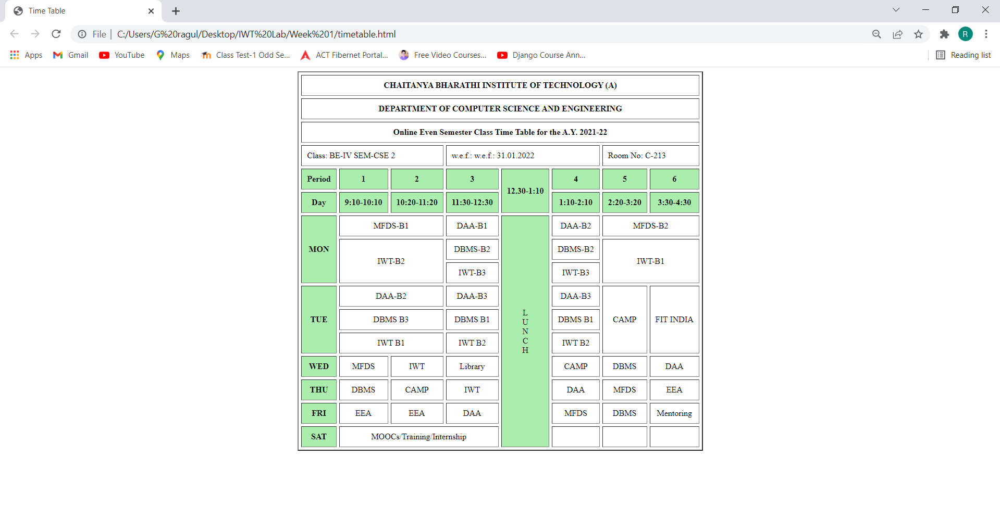 Time Table
File | C:/Users/G%20ragul/Desktop/IWT%20Lab/Week%201/timetable.html
R
Apps Gmail YouTube Maps Class Test-1 Odd Se... ACT Fibernet Portal... Free Video Courses... Django Course Ann... Reading list
CHAITANYA BHARATHI INSTITUTE OF TECHNOLOGY (A)
DEPARTMENT OF COMPUTER SCIENCE AND ENGINEERING
Online Even Semester Class Time Table for the A.Y. 2021-22
Class: BE-IV SEM-CSE 2 w.e.f.: w.e.f.: 31.01.2022 Room No: C-213
Period 1 2 3 12.30-1:10 4 5 6
Day 9:10-10:10 10:20-11:20 11:30-12:30 1:10-2:10 2:20-3:20 3:30-4:30
MON MFDS-B1 DAA-B1 DAA-B2 MFDS-B2
IWT-B2 DBMS-B2 DBMS-B2 IWT-B1
IWT-B3 IWT-B3
TUE DAA-B2 DAA-B3 DAA-B3 CAMP FIT INDIA
DBMS B3 DBMS B1 DBMS B1
IWT B1 IWT B2 IWT B2
L
U
N
C
H
WED MFDS IWT Library CAMP DBMS DAA
THU DBMS CAMP IWT DAA MFDS EEA
FRI EEA EEA DAA MFDS DBMS Mentoring
SAT MOOCs/Training/Internship